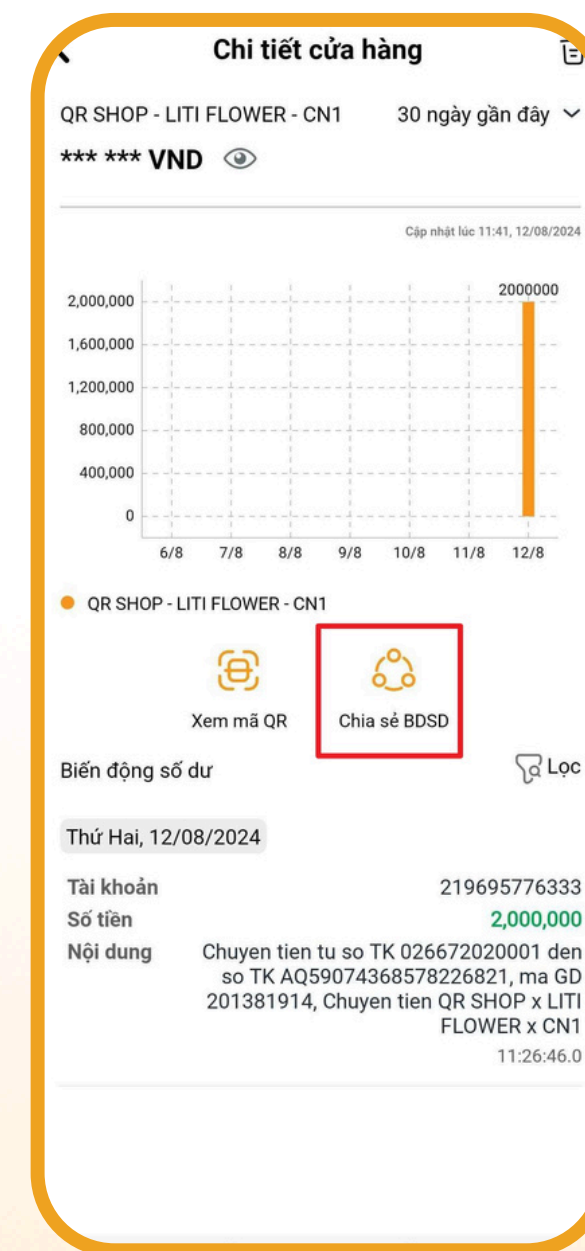 Chi tiết cửa hàng
QR SHOP - LITI FLOWER - CN1 30 ngày gần đây
*** *** VND
Cập nhật lúc 11:41, 12/08/2024
2000000
2,000,000
1,600,000
1,200,000
800,000
400,000
0
6/8 7/8 8/8 9/8 10/8 11/8 12/8
QR SHOP - LITI FLOWER - CN1
Xem mã QR Chia sẻ BDSD
Biến động số dư Lọc
Thứ Hai, 12/08/2024
Tài khoản 219695776333
Số tiền 2,000,000
Nội dung Chuyen tien tu so TK 026672020001 den
so TK AQ59074368578226821, ma GD
201381914, Chuyen tien QR SHOP x LITI
FLOWER x CN1
11:26:46.0